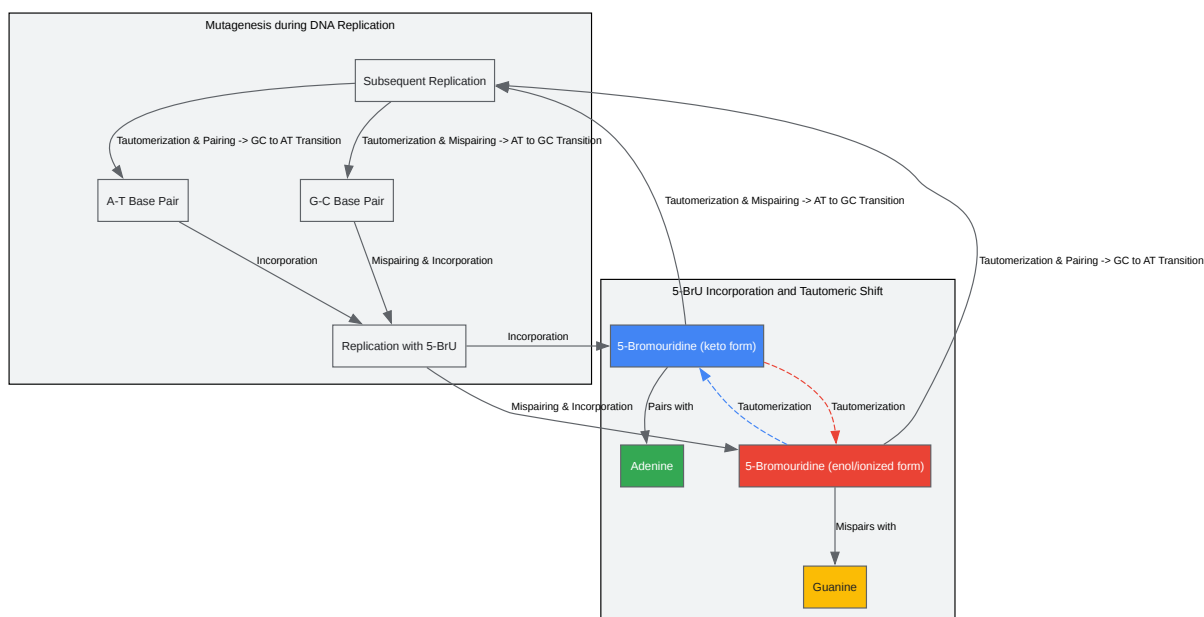 Mutagenesis during DNA Replication
Subsequent Replication
Tautomerization & Pairing -> GC to AT Transition
Tautomerization & Mispairing -> AT to GC Transition
A-T Base Pair
G-C Base Pair
Tautomerization & Mispairing -> AT to GC Transition
Incorporation
Mispairing & Incorporation
Tautomerization & Pairing -> GC to AT Transition
5-BrU Incorporation and Tautomeric Shift
Replication with 5-BrU
Incorporation
5-Bromouridine (keto form)
Mispairing & Incorporation
Pairs with
Tautomerization
Tautomerization
Adenine
5-Bromouridine (enol/ionized form)
Mispairs with
Guanine